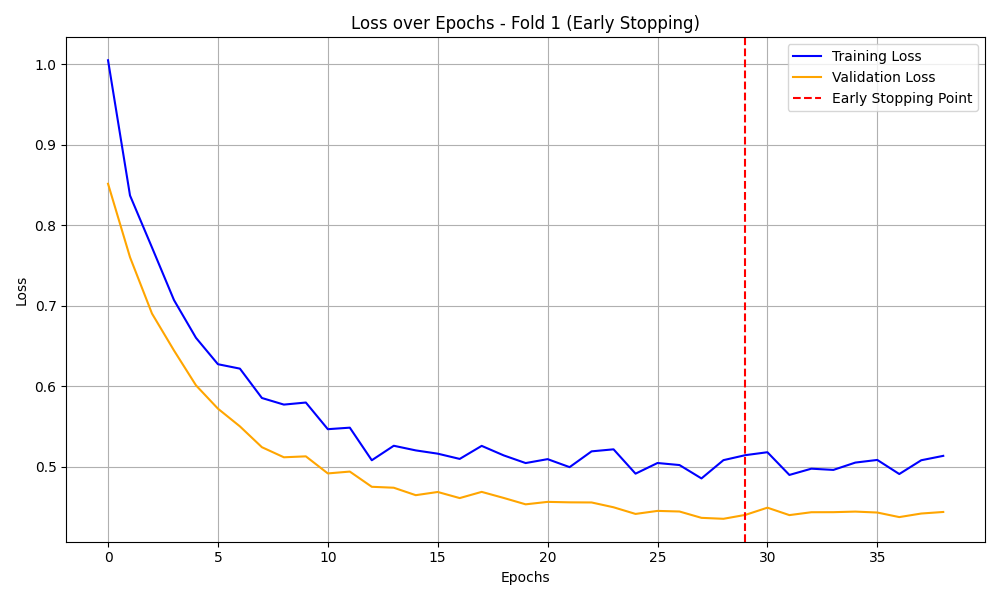 Loss over Epochs - Fold 1 (Early Stopping)
Training Loss
Validation Loss
Early Stopping Point
Loss
1.0
0.9
0.8
0.7
0.6
0.5
0 5 10 15 20 25 30 35
Epochs